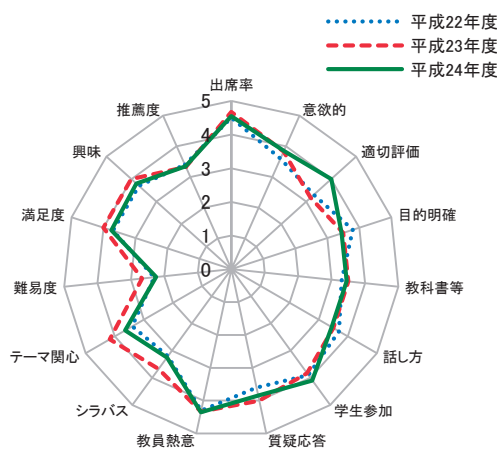 平成22年度
平成23年度
平成24年度
出席率
意欲的
適切評価
目的明確
教科書等
話し方
学生参加
質疑応答
教員熱意
シラバス
テーマ関心
難易度
満足度
興味
推薦度
5
4
3
2
1
0